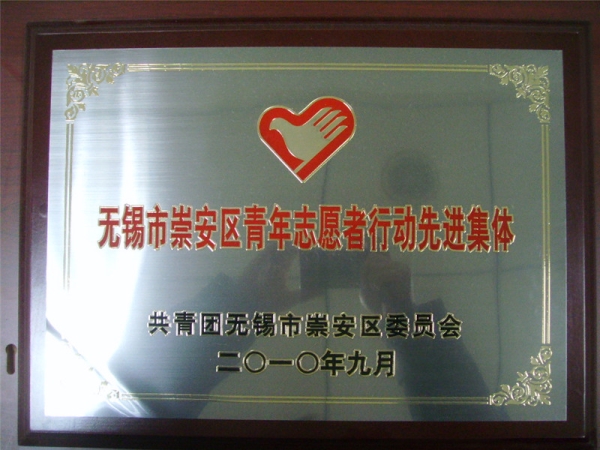 无锡市崇安区青年志愿者行动先进集体
共青团无锡市崇安区委员会
二〇一〇年九月